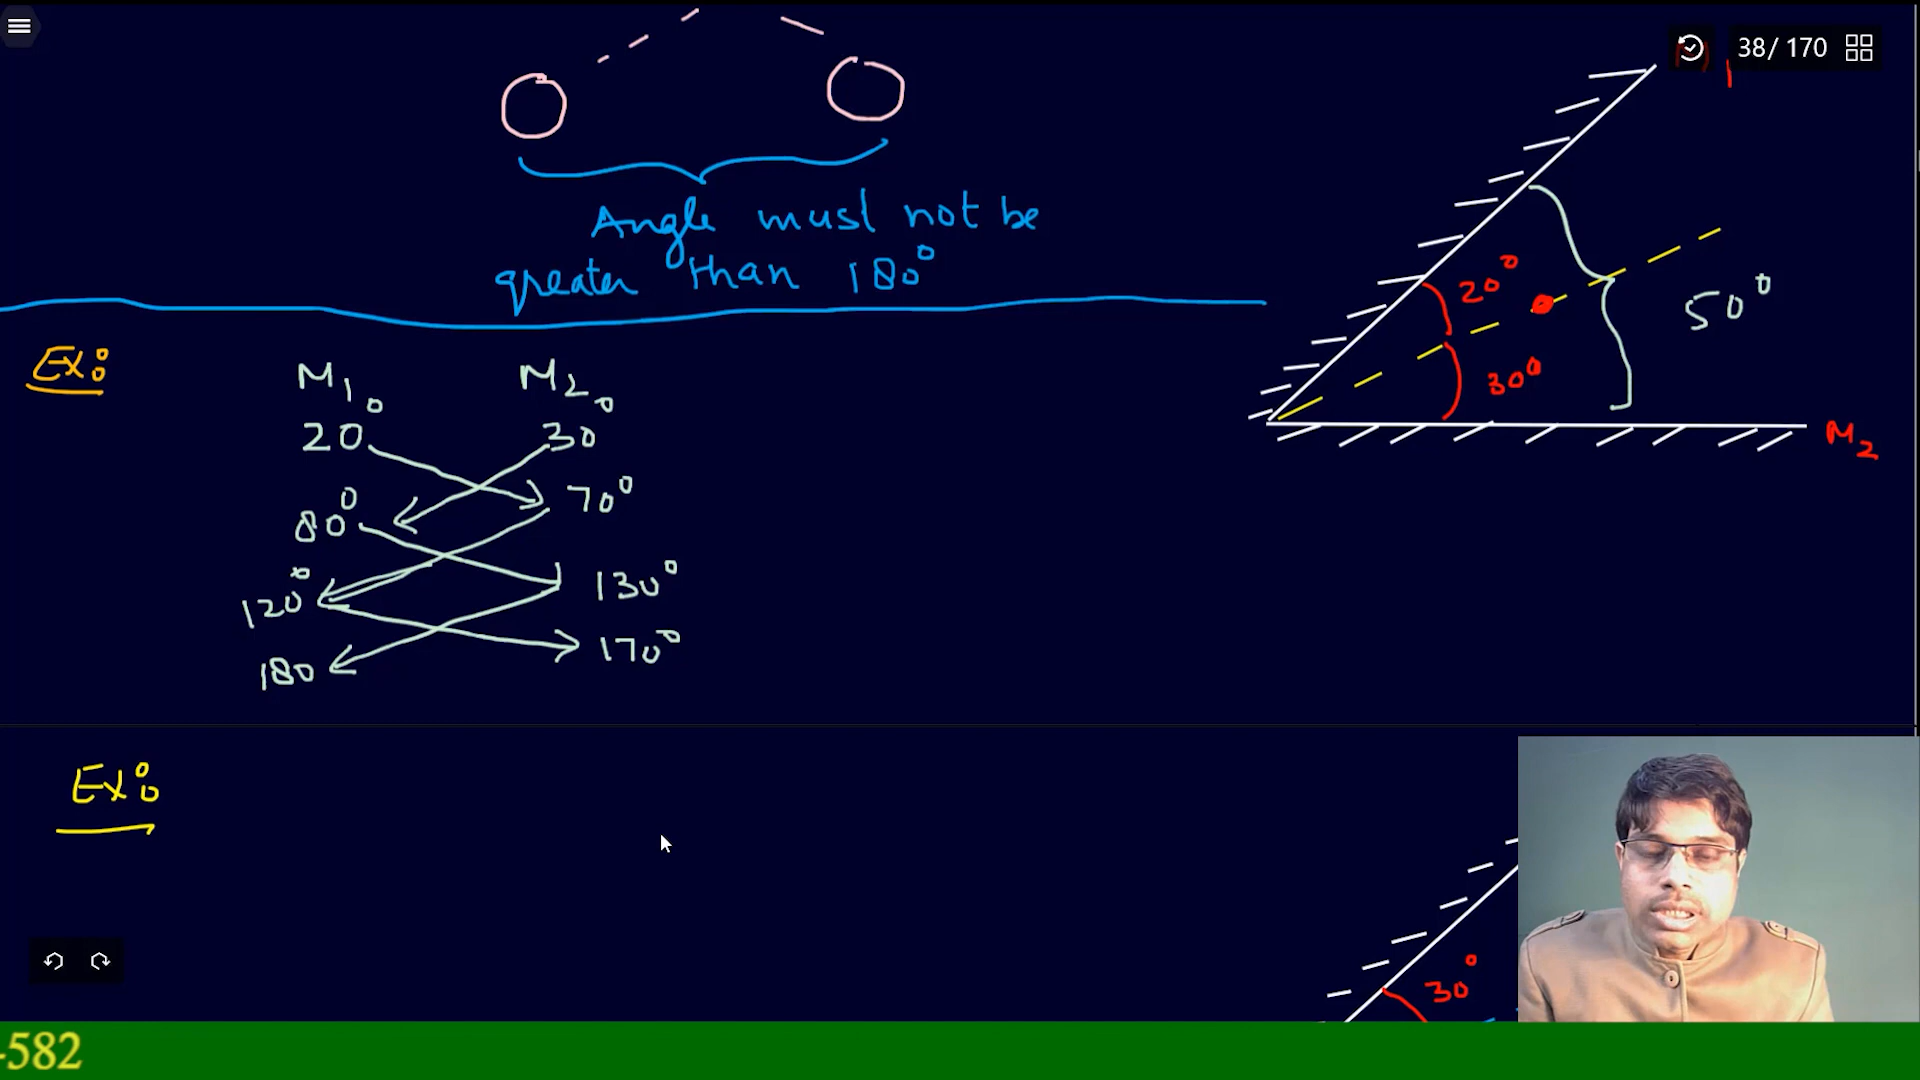 38/ 170
Angle must not be
greater than 180°
20°
50°
30°
M2
Ex:
M1 M2
20° 30°
80° 70°
120° 130°
180 170°
Ex:
30°
-582